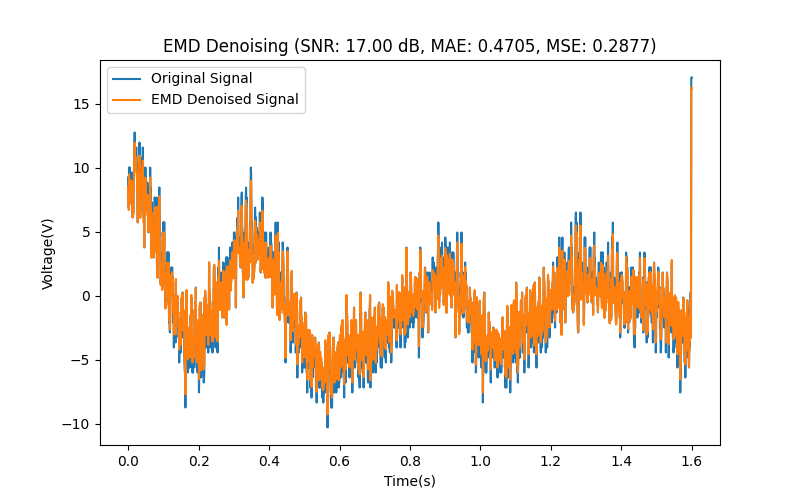 EMD Denoising (SNR: 17.00 dB, MAE: 0.4705, MSE: 0.2877)
Original Signal
EMD Denoised Signal
15
10
5
0
−5
−10
Voltage(V)
0.0 0.2 0.4 0.6 0.8 1.0 1.2 1.4 1.6
Time(s)